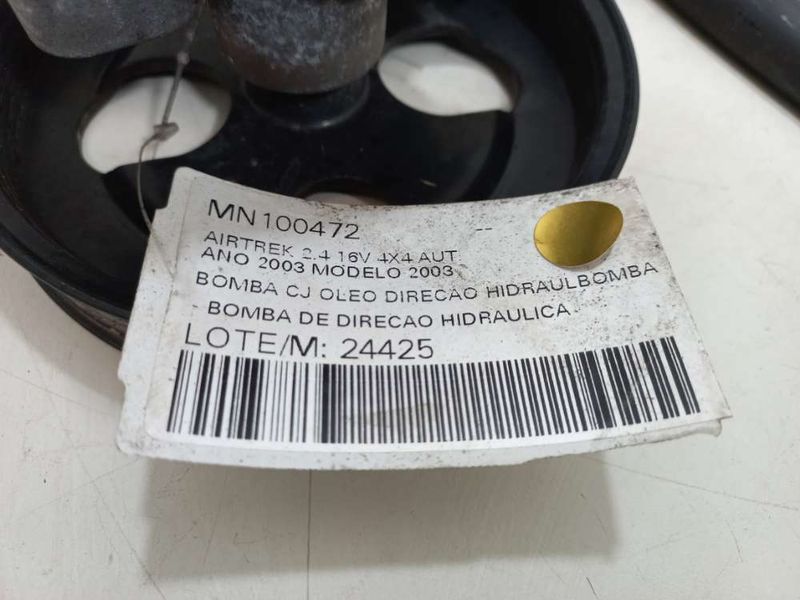 MN100472 --
AIRTREK 2.4 16V 4X4 AUT
ANO 2003 MODELO 2003
BOMBA CJ OLEO DIRECAO HIDRAULBOMBA
- BOMBA DE DIRECAO HIDRAULICA -
LOTE/M: 24425